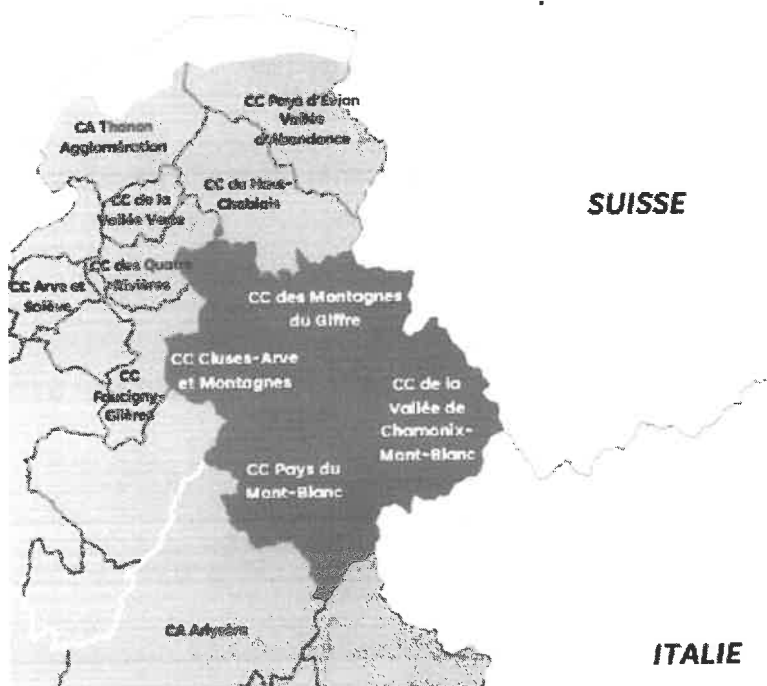 CC Pays d'Evian
Vallée
d'Abondance
CA Thonon
Agglomération
CC du Haut-
Chablais
CC de la
Vallée Verte
SUISSE
CC des Quatre
Rivières
CC Arve et
Salève
CC des Montagnes
du Giffre
CC Cluses-Arve
et Montagnes
CC
Faucigny-
Glières
CC de la
Vallée de
Chamonix-
Mont-Blanc
CC Pays du
Mont-Blanc
CA Arlysère
ITALIE